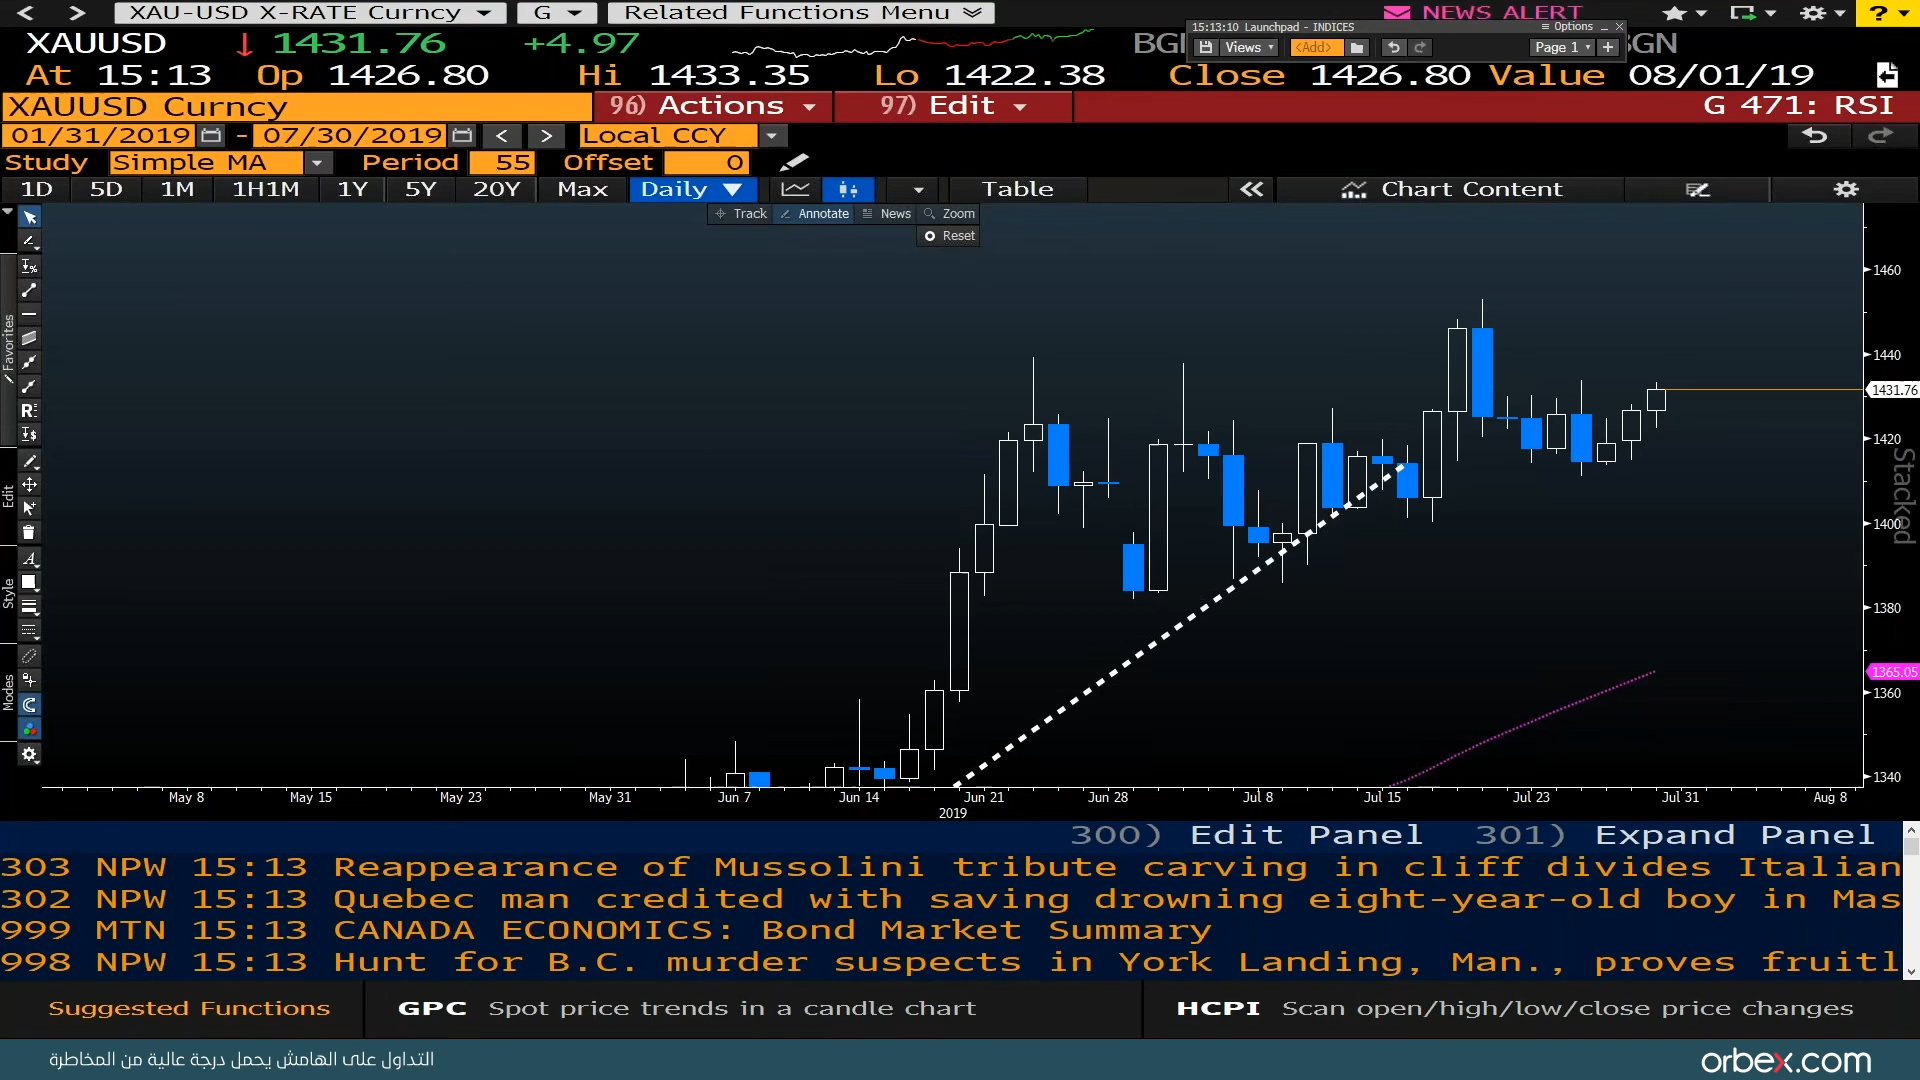 XAU-USD X-RATE Curncy G Related Functions Menu NEWS ALERT ?
15:13:10 Launchpad - INDICES Options
XAUUSD 1431.76 +4.97 BGN
Views <Add> Page 1 +
At 15:13 Op 1426.80 Hi 1433.35 Lo 1422.38 Close 1426.80 Value 08/01/19
XAUUSD Curncy 96) Actions 97) Edit G 471: RSI
01/31/2019 - 07/30/2019 < > Local CCY
Study Simple MA Period 55 Offset 0
1D 5D 1M 1H1M 1Y 5Y 20Y Max Daily Table Chart Content
Track Annotate News Zoom
Reset
Favorites
Edit
Style
Modes
1460
1440
1431.76
1420
1400
1380
1365.05
1360
1340
Stacked
May 8 May 15 May 23 May 31 Jun 7 Jun 14 Jun 21 Jun 28 Jul 8 Jul 15 Jul 23 Jul 31 Aug 8
2019
300) Edit Panel 301) Expand Panel
303 NPW 15:13 Reappearance of Mussolini tribute carving in cliff divides Italian
302 NPW 15:13 Quebec man credited with saving drowning eight-year-old boy in Mas
999 MTN 15:13 CANADA ECONOMICS: Bond Market Summary
998 NPW 15:13 Hunt for B.C. murder suspects in York Landing, Man., proves fruitl
Suggested Functions GPC Spot price trends in a candle chart HCPI Scan open/high/low/close price changes
التداول على الهامش يحمل درجة عالية من المخاطرة
orbex.com